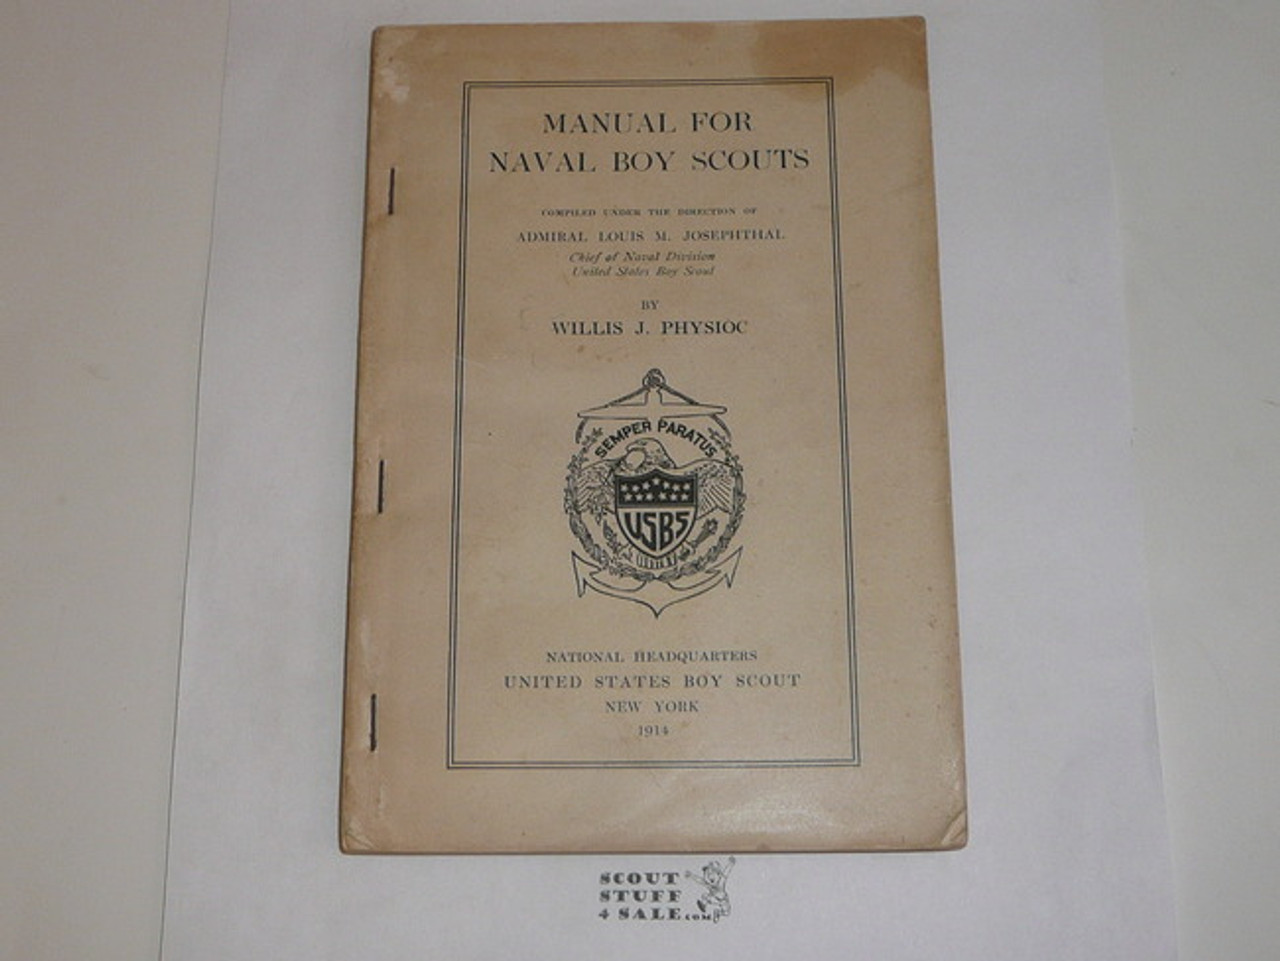 MANUAL FOR
NAVAL BOY SCOUTS
COMPILED UNDER THE DIRECTION OF
ADMIRAL LOUIS M. JOSEPHTHAL
Chief of Naval Division
United States Boy Scout
BY
WILLIS J. PHYSIOC
SEMPER PARATUS
USBS
NATIONAL HEADQUARTERS
UNITED STATES BOY SCOUT
NEW YORK
1914
SCOUT
STUFF
4 SALE.COM